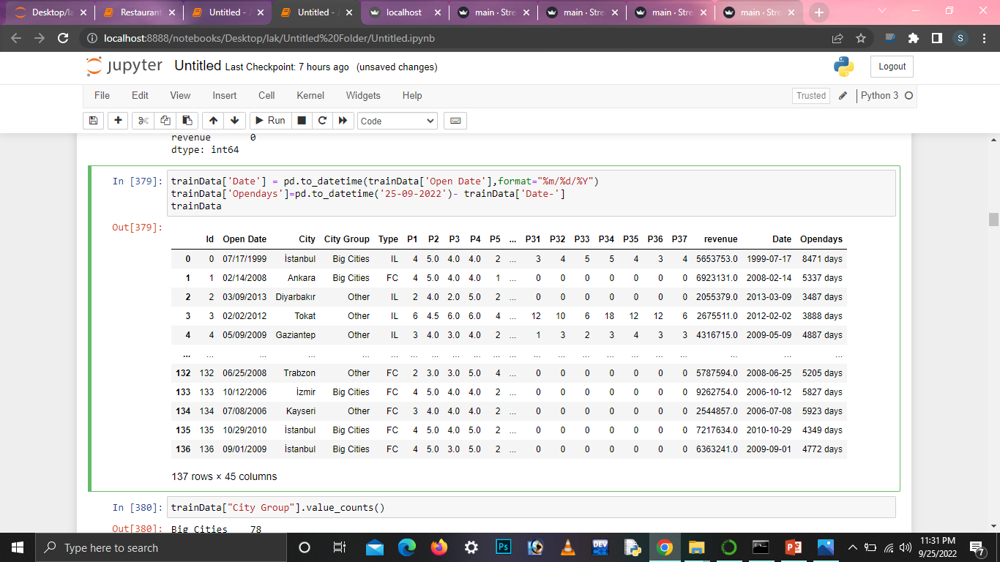 Desktop/la
Restaurant
Untitled - J
Untitled - J
localhost
main · Stre
main · Stre
main · Stre
main · Stre
localhost:8888/notebooks/Desktop/lak/Untitled%20Folder/Untitled.ipynb
S
jupyter Untitled Last Checkpoint: 7 hours ago (unsaved changes)
Logout
File Edit View Insert Cell Kernel Widgets Help
Trusted Python 3
Run Code
revenue 0
dtype: int64
In [379]: trainData['Date'] = pd.to_datetime(trainData['Open Date'],format="%m/%d/%Y")
trainData['Opendays']=pd.to_datetime('25-09-2022')- trainData['Date-']
trainData
Out[379]:
Id Open Date City City Group Type P1 P2 P3 P4 P5 ... P31 P32 P33 P34 P35 P36 P37 revenue Date Opendays
0 0 07/17/1999 İstanbul Big Cities IL 4 5.0 4.0 4.0 2 ... 3 4 5 5 4 3 4 5653753.0 1999-07-17 8471 days
1 1 02/14/2008 Ankara Big Cities FC 4 5.0 4.0 4.0 1 ... 0 0 0 0 0 0 0 6923131.0 2008-02-14 5337 days
2 2 03/09/2013 Diyarbakır Other IL 2 4.0 2.0 5.0 2 ... 0 0 0 0 0 0 0 2055379.0 2013-03-09 3487 days
3 3 02/02/2012 Tokat Other IL 6 4.5 6.0 6.0 4 ... 12 10 6 18 12 12 6 2675511.0 2012-02-02 3888 days
4 4 05/09/2009 Gaziantep Other IL 3 4.0 3.0 4.0 2 ... 1 3 2 3 4 3 3 4316715.0 2009-05-09 4887 days
... ... ... ... ... ... ... ... ... ... ... ... ... ... ... ... ... ... ... ... ... ...
132 132 06/25/2008 Trabzon Other FC 2 3.0 3.0 5.0 4 ... 0 0 0 0 0 0 0 5787594.0 2008-06-25 5205 days
133 133 10/12/2006 İzmir Big Cities FC 4 5.0 4.0 4.0 2 ... 0 0 0 0 0 0 0 9262754.0 2006-10-12 5827 days
134 134 07/08/2006 Kayseri Other FC 3 4.0 4.0 4.0 2 ... 0 0 0 0 0 0 0 2544857.0 2006-07-08 5923 days
135 135 10/29/2010 İstanbul Big Cities FC 4 5.0 4.0 5.0 2 ... 0 0 0 0 0 0 0 7217634.0 2010-10-29 4349 days
136 136 09/01/2009 İstanbul Big Cities FC 4 5.0 3.0 5.0 2 ... 0 0 0 0 0 0 0 6363241.0 2009-09-01 4772 days
137 rows × 45 columns
In [380]: trainData["City Group"].value_counts()
Out[380]: Big Cities 78
Type here to search
Ps
DEV
11:31 PM
9/25/2022
7